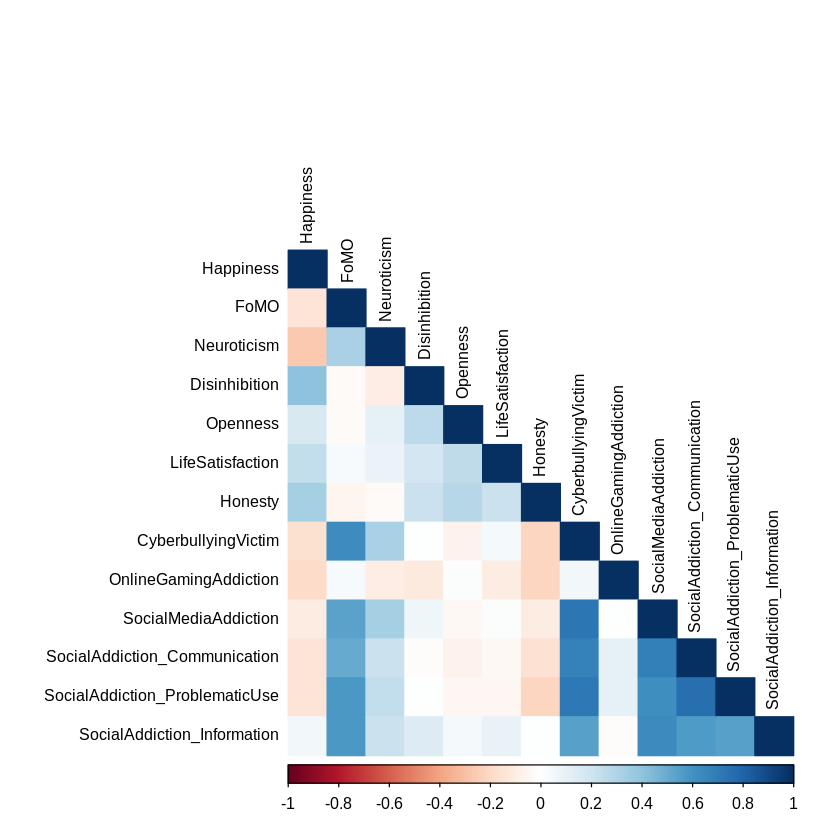 Happiness
FoMO
Neuroticism
Disinhibition
Openness
LifeSatisfaction
Honesty
CyberbullyingVictim
OnlineGamingAddiction
SocialMediaAddiction
SocialAddiction_Communication
SocialAddiction_ProblematicUse
SocialAddiction_Information
Happiness
FoMO
Neuroticism
Disinhibition
Openness
LifeSatisfaction
Honesty
CyberbullyingVictim
OnlineGamingAddiction
SocialMediaAddiction
SocialAddiction_Communication
SocialAddiction_ProblematicUse
SocialAddiction_Information
-1 -0.8 -0.6 -0.4 -0.2 0 0.2 0.4 0.6 0.8 1